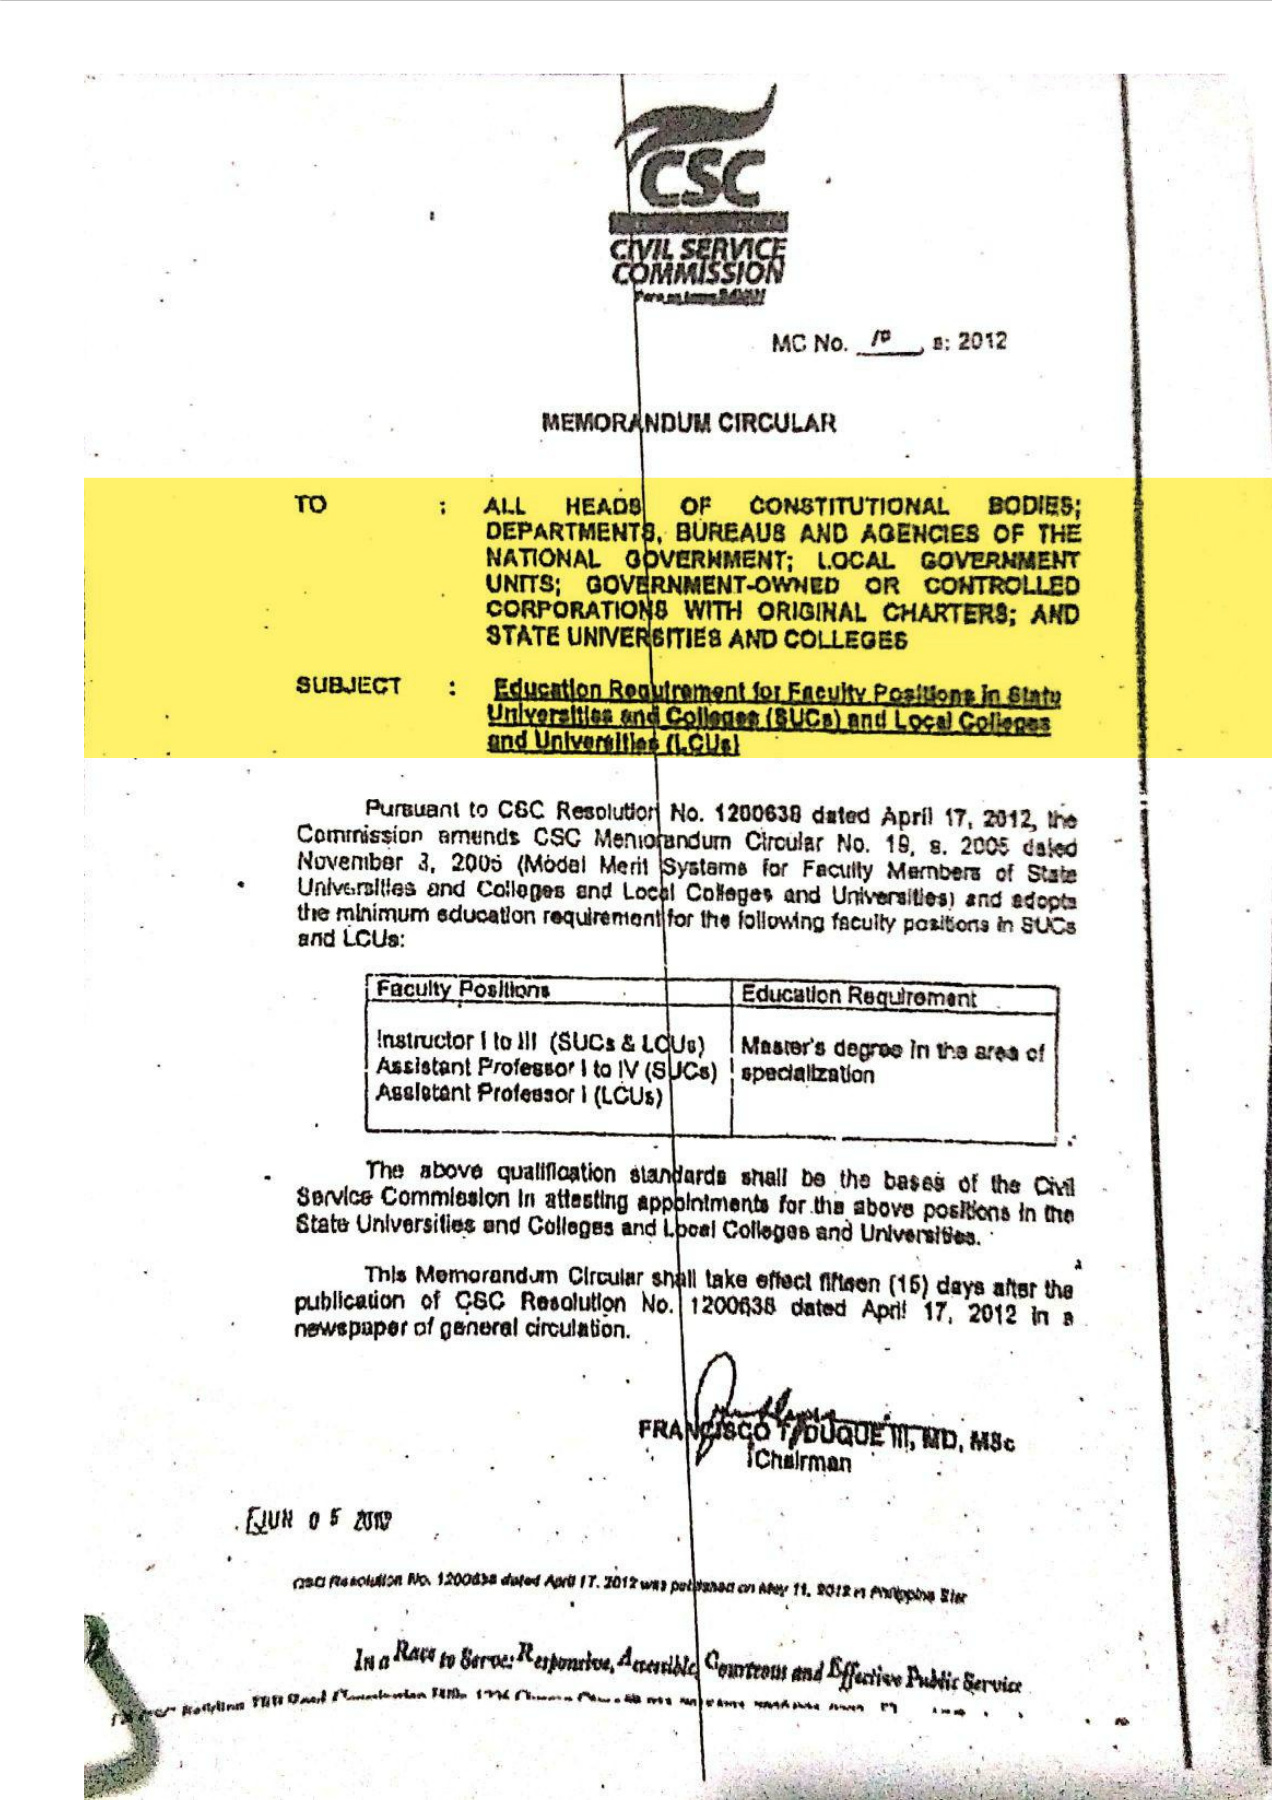 CSC
CIVIL SERVICE
COMMISSION
MC No. 10, s: 2012
MEMORANDUM CIRCULAR
TO : ALL HEADS OF CONSTITUTIONAL BODIES;
DEPARTMENTS, BUREAUS AND AGENCIES OF THE
NATIONAL GOVERNMENT; LOCAL GOVERNMENT
UNITS; GOVERNMENT-OWNED OR CONTROLLED
CORPORATIONS WITH ORIGINAL CHARTERS; AND
STATE UNIVERSITIES AND COLLEGES
SUBJECT : Education Requirement for Faculty Positions in State
Universities and Colleges (SUCs) and Local Colleges
and Universities (LCUs)
Pursuant to CSC Resolution No. 1200638 dated April 17, 2012, the
Commission amends CSC Memorandum Circular No. 19, s. 2005 dated
November 3, 2005 (Model Merit Systems for Faculty Members of State
Universities and Colleges and Local Colleges and Universities) and adopts
the minimum education requirement for the following faculty positions in SUCs
and LCUs:
Faculty Positions Education Requirement
Instructor I to III (SUCs & LCUs) Master's degree in the area of
Assistant Professor I to IV (SUCs) specialization
Assistant Professor I (LCUs)
The above qualification standards shall be the bases of the Civil
Service Commission in attesting appointments for the above positions in the
State Universities and Colleges and Local Colleges and Universities.
This Memorandum Circular shall take effect fifteen (15) days after the
publication of CSC Resolution No. 1200638 dated April 17, 2012 in a
newspaper of general circulation.
FRANCISCO T. DUQUE III, MD, MSc
Chairman
JUN 05 2012
CSC Resolution No. 1200638 dated April 17, 2012 was published on May 11, 2012 in Philippine Star
In a Race to Serve: Responsive, Accessible, Courteous and Effective Public Service